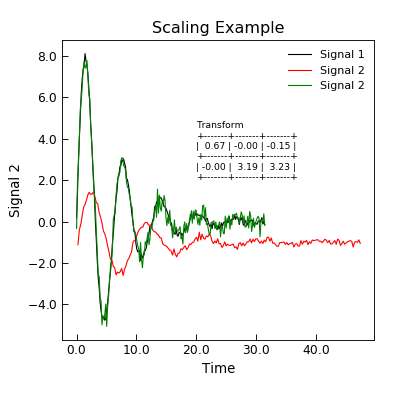 Scaling Example
8.0
6.0
4.0
2.0
0.0
−2.0
−4.0
Signal 2
Signal 1
Signal 2
Signal 2
Transform
+-------+-------+-------+
|  0.67 | -0.00 | -0.15 |
+-------+-------+-------+
| -0.00 |  3.19 |  3.23 |
+-------+-------+-------+
0.0 10.0 20.0 30.0 40.0
Time